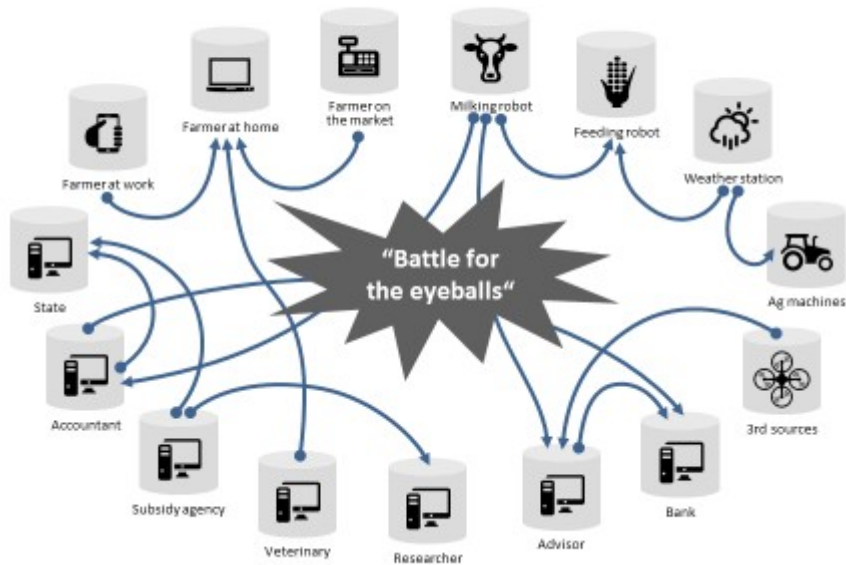 Farmer at work
Farmer at home
Farmer on
the market
Milking robot
Feeding robot
Weather station
Ag machines
3rd sources
Bank
Advisor
Researcher
Veterinary
Subsidy agency
Accountant
State
“Battle for
the eyeballs“